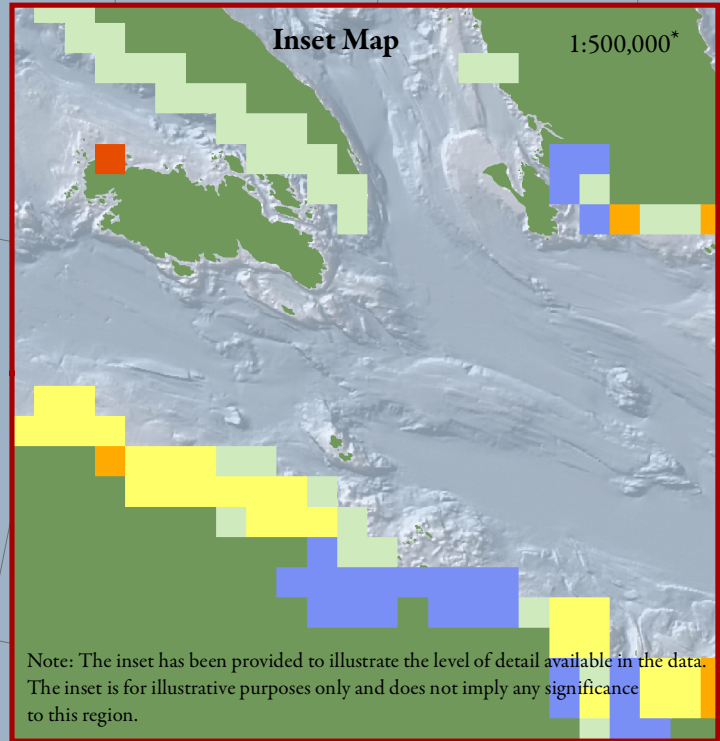 Inset Map
1:500,000*
Note: The inset has been provided to illustrate the level of detail available in the data.
The inset is for illustrative purposes only and does not imply any significance
to this region.